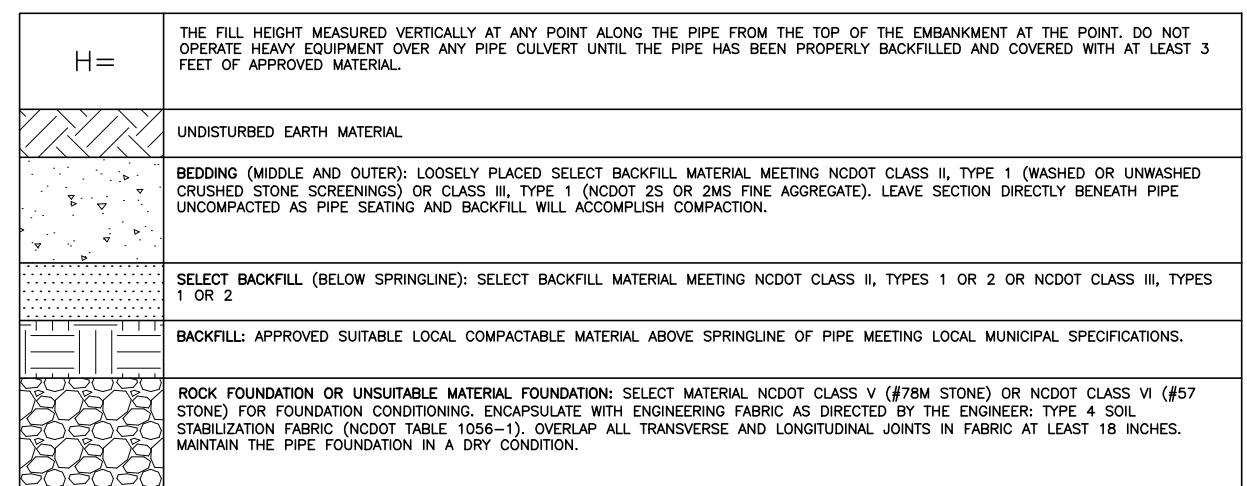 H=
THE FILL HEIGHT MEASURED VERTICALLY AT ANY POINT ALONG THE PIPE FROM THE TOP OF THE EMBANKMENT AT THE POINT. DO NOT
OPERATE HEAVY EQUIPMENT OVER ANY PIPE CULVERT UNTIL THE PIPE HAS BEEN PROPERLY BACKFILLED AND COVERED WITH AT LEAST 3
FEET OF APPROVED MATERIAL.
UNDISTURBED EARTH MATERIAL
BEDDING (MIDDLE AND OUTER): LOOSELY PLACED SELECT BACKFILL MATERIAL MEETING NCDOT CLASS II, TYPE 1 (WASHED OR UNWASHED
CRUSHED STONE SCREENINGS) OR CLASS III, TYPE 1 (NCDOT 2S OR 2MS FINE AGGREGATE). LEAVE SECTION DIRECTLY BENEATH PIPE
UNCOMPACTED AS PIPE SEATING AND BACKFILL WILL ACCOMPLISH COMPACTION.
SELECT BACKFILL (BELOW SPRINGLINE): SELECT BACKFILL MATERIAL MEETING NCDOT CLASS II, TYPES 1 OR 2 OR NCDOT CLASS III, TYPES
1 OR 2
BACKFILL: APPROVED SUITABLE LOCAL COMPACTABLE MATERIAL ABOVE SPRINGLINE OF PIPE MEETING LOCAL MUNICIPAL SPECIFICATIONS.
ROCK FOUNDATION OR UNSUITABLE MATERIAL FOUNDATION: SELECT MATERIAL NCDOT CLASS V (#78M STONE) OR NCDOT CLASS VI (#57
STONE) FOR FOUNDATION CONDITIONING. ENCAPSULATE WITH ENGINEERING FABRIC AS DIRECTED BY THE ENGINEER: TYPE 4 SOIL
STABILIZATION FABRIC (NCDOT TABLE 1056-1). OVERLAP ALL TRANSVERSE AND LONGITUDINAL JOINTS IN FABRIC AT LEAST 18 INCHES.
MAINTAIN THE PIPE FOUNDATION IN A DRY CONDITION.